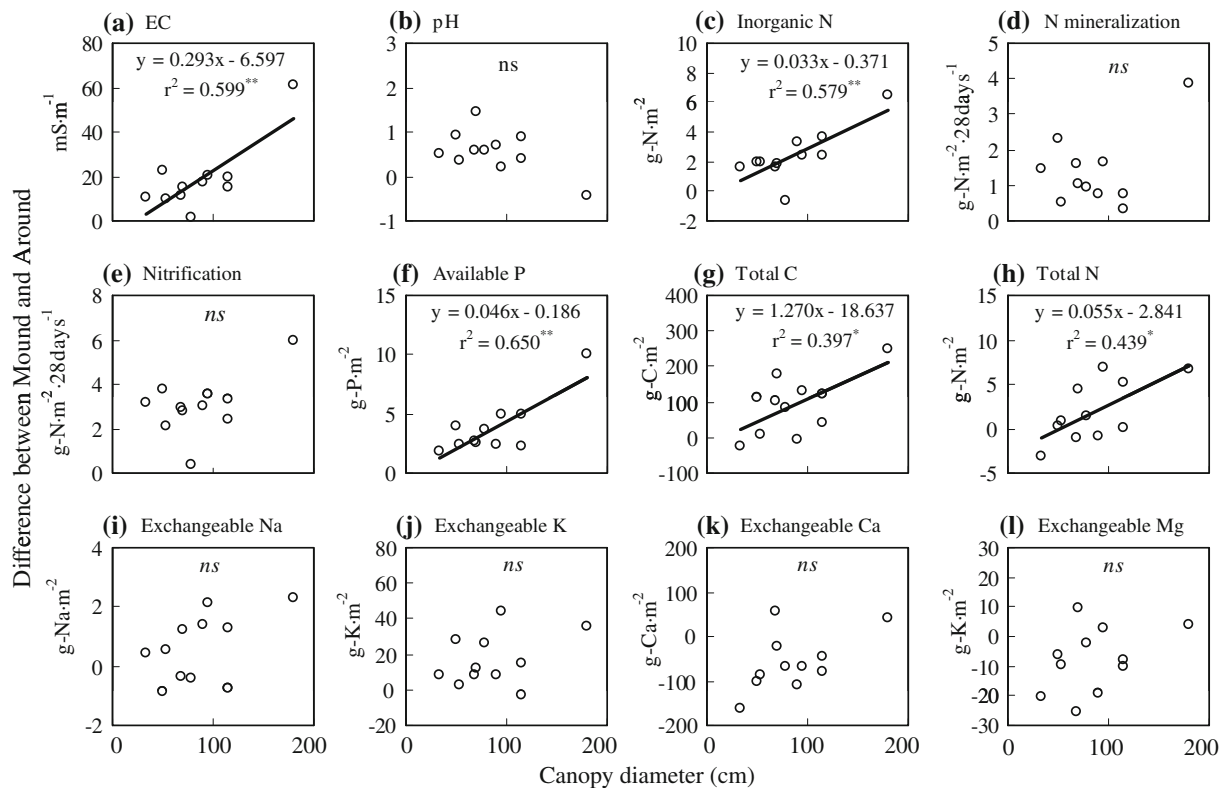 (a) EC
80
60
40
20
0
mS·m-1
y = 0.293x - 6.597
r2 = 0.599**
(b) pH
3
2
1
0
-1
ns
(c) Inorganic N
10
8
6
4
2
0
-2
g-N·m-2
y = 0.033x - 0.371
r2 = 0.579**
(d) N mineralization
5
4
3
2
1
0
g-N·m-2·28days-1
ns
(e) Nitrification
8
6
4
2
0
g-N·m-2·28days-1
ns
(f) Available P
15
10
5
0
g-P·m-2
y = 0.046x - 0.186
r2 = 0.650**
(g) Total C
400
300
200
100
0
-100
g-C·m-2
y = 1.270x - 18.637
r2 = 0.397*
(h) Total N
15
10
5
0
-5
g-N·m-2
y = 0.055x - 2.841
r2 = 0.439*
(i) Exchangeable Na
4
2
0
-2
g-Na·m-2
ns
0 100 200
(j) Exchangeable K
80
60
40
20
0
-20
g-K·m-2
ns
0 100 200
(k) Exchangeable Ca
200
100
0
-100
-200
g-Ca·m-2
ns
0 100 200
(l) Exchangeable Mg
30
20
10
0
-10
-20
-30
g-K·m-2
ns
0 100 200
Difference between Mound and Around
Canopy diameter (cm)